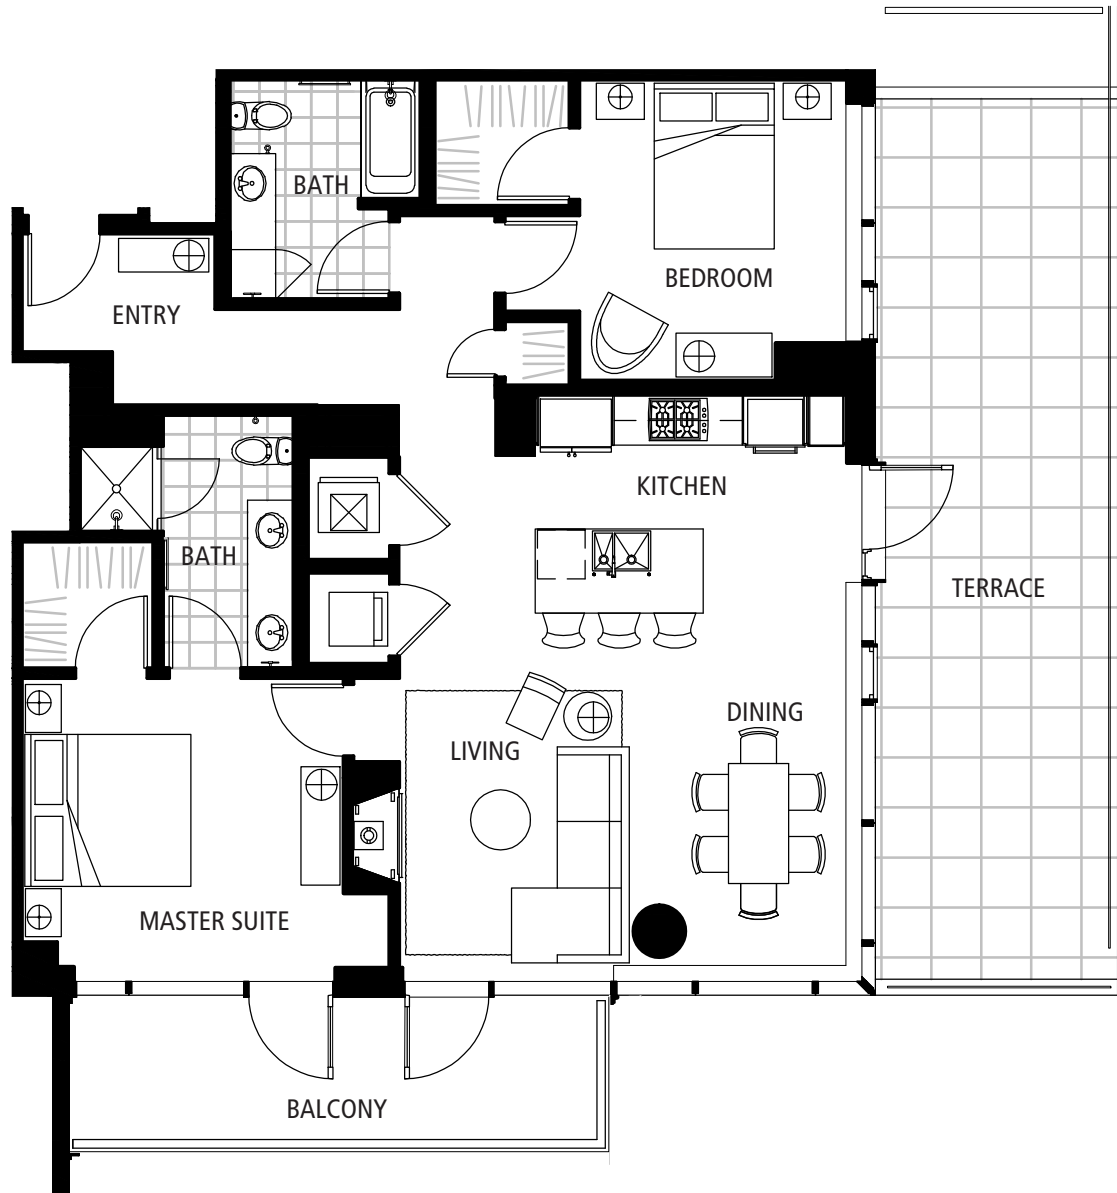 BATH
BEDROOM
ENTRY
KITCHEN
BATH
TERRACE
DINING
LIVING
MASTER SUITE
BALCONY